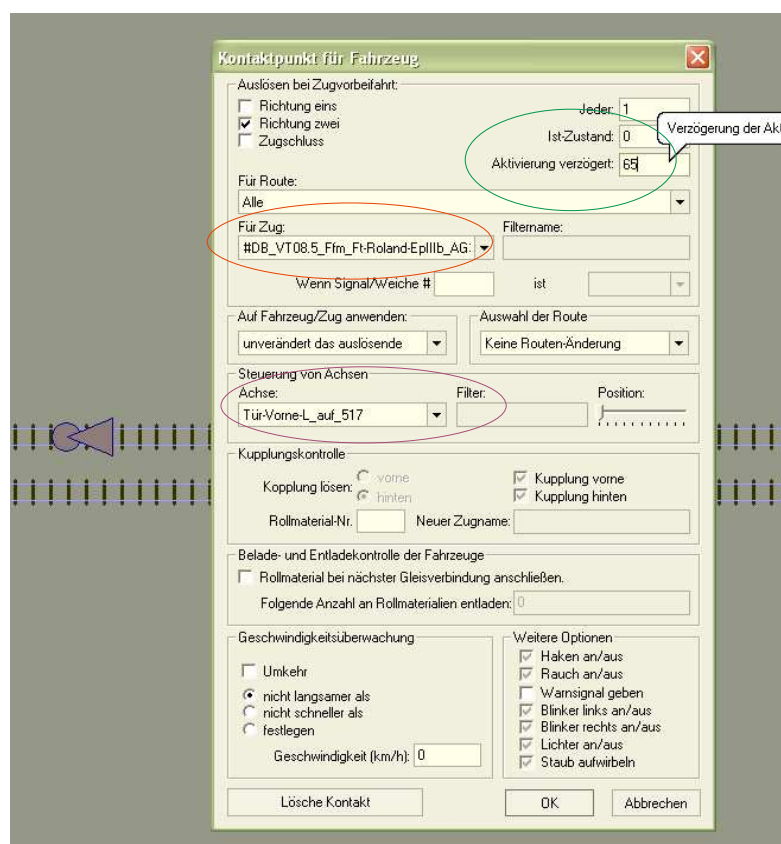 Kontaktpunkt für Fahrzeug
Auslösen bei Zugvorbeifahrt:
Richtung eins
Jeder: 1
Richtung zwei
Ist-Zustand: 0
Verzögerung der Akt
Zugschluss
Aktivierung verzögert: 65
Für Route:
Alle
Für Zug: Filtername:
#DB_VT08.5_Ffm_Ft-Roland-EpIIIb_AG:
Wenn Signal/Weiche # ist
Auf Fahrzeug/Zug anwenden: Auswahl der Route
unverändert das auslösende Keine Routen-Änderung
Steuerung von Achsen
Achse: Filter: Position:
Tür-Vorne-L_auf_517
Kupplungskontrolle
Kopplung lösen: vorne Kupplung vorne
hinten Kupplung hinten
Rollmaterial-Nr. Neuer Zugname:
Belade- und Entladekontrolle der Fahrzeuge
Rollmaterial bei nächster Gleisverbindung anschließen.
Folgende Anzahl an Rollmaterialien entladen: 0
Geschwindigkeitsüberwachung Weitere Optionen
Haken an/aus
Umkehr Rauch an/aus
nicht langsamer als Warnsignal geben
nicht schneller als Blinker links an/aus
festlegen Blinker rechts an/aus
Lichter an/aus
Geschwindigkeit (km/h): 0 Staub aufwirbeln
Lösche Kontakt OK Abbrechen